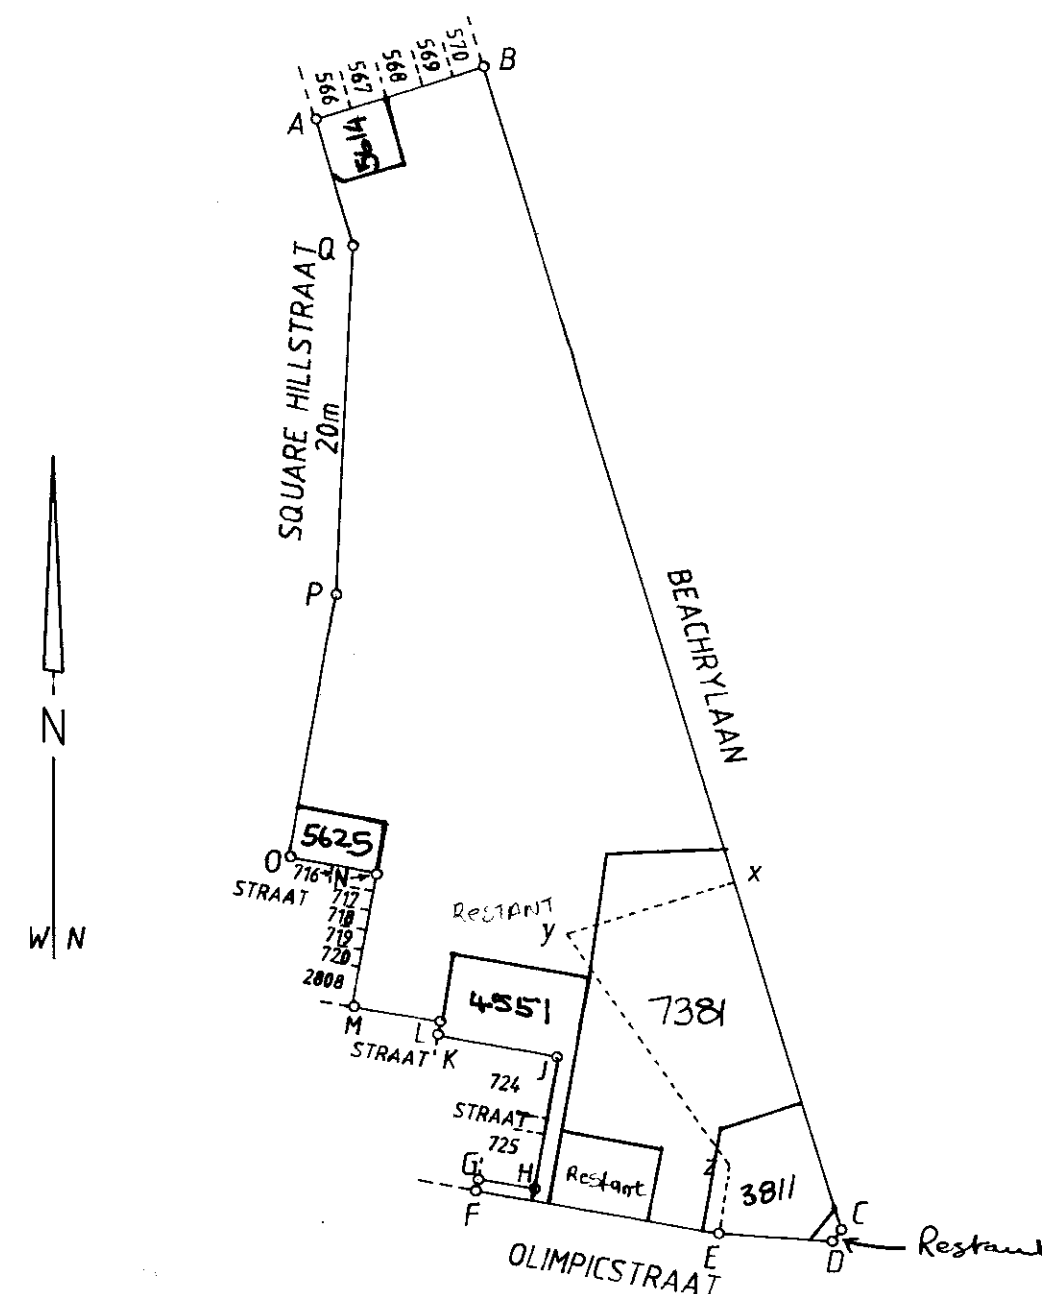 570
B
569
568
567
566
A
5614
Q
SQUARE HILLSTRAAT
20m
P
BEACHRYLAAN
N
W N
5625
O
716
N
STRAAT
717
718
719
720
2808
RESTANT
x
y
7381
4551
M
L
K
STRAAT
J
724
STRAAT
725
G
H
Restant
z
3811
F
C
E
D
Restant
OLIMPICSTRAAT